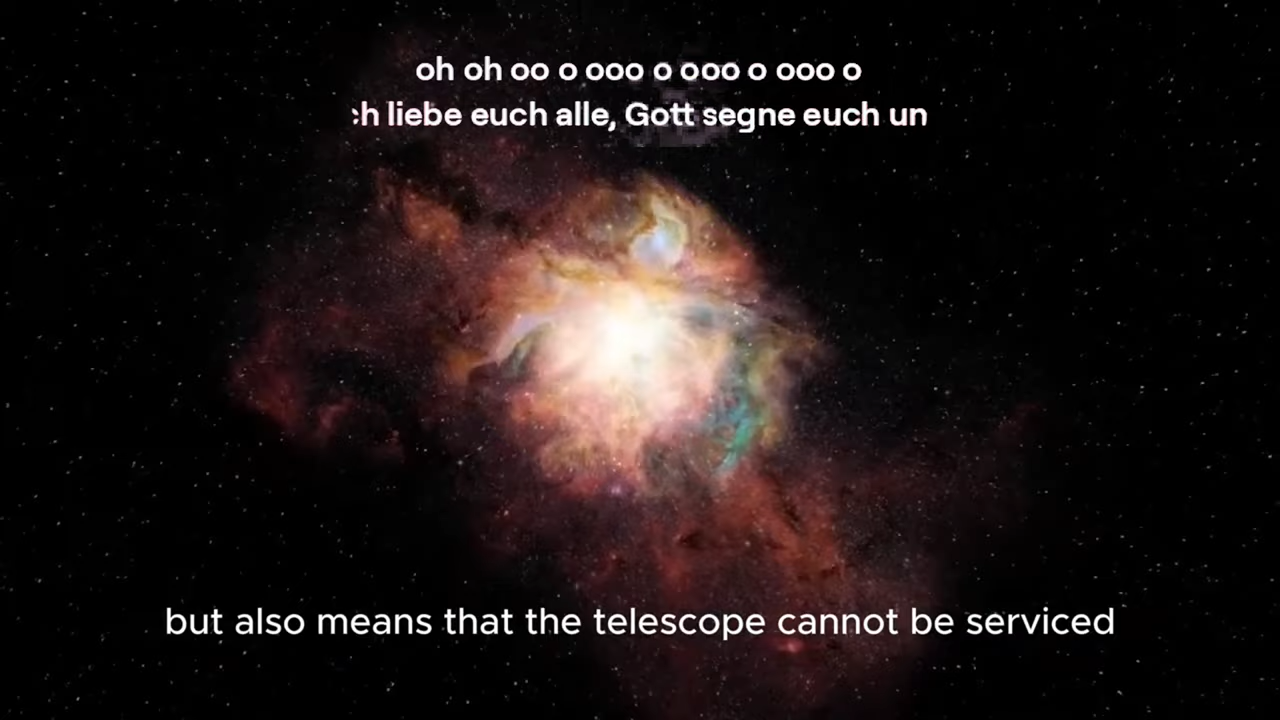 oh oh oo o ooo o ooo o ooo o
ch liebe euch alle, Gott segne euch un
but also means that the telescope cannot be serviced